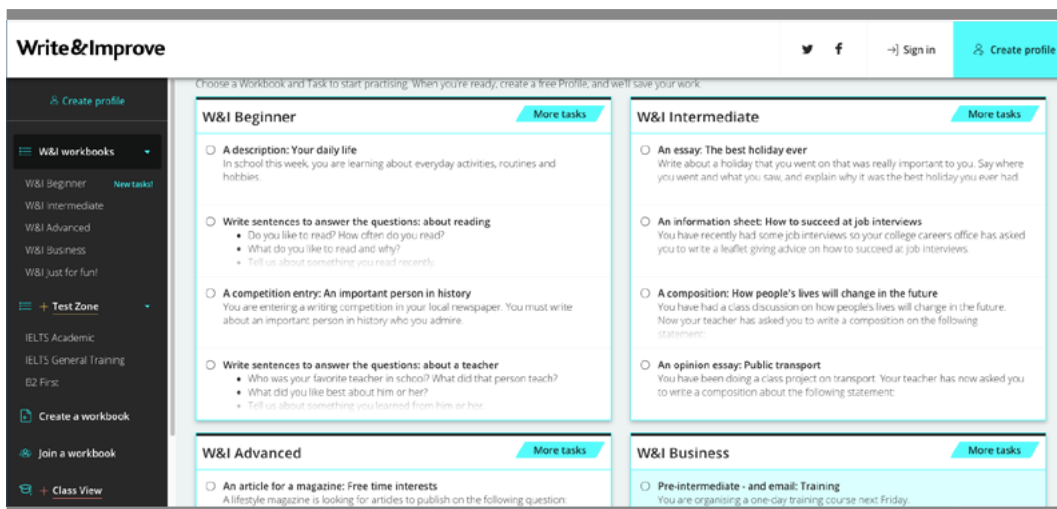 Write&Improve
Sign in
Create profile
Create profile
W&I workbooks
W&I Beginner New tasks!
W&I Intermediate
W&I Advanced
W&I Business
W&I Just for fun!
+ Test Zone
IELTS Academic
IELTS General Training
B2 First
Create a workbook
Join a workbook
+ Class View
Choose a Workbook and Task to start practising. When you're ready, create a free Profile, and we'll save your work
W&I Beginner More tasks
A description: Your daily life
In school this week, you are learning about everyday activities, routines and
hobbies.
Write sentences to answer the questions: about reading
• Do you like to read? How often do you read?
• What do you like to read and why?
• Tell us about something you read recently.
A competition entry: An important person in history
You are entering a writing competition in your local newspaper. You must write
about an important person in history who you admire.
Write sentences to answer the questions: about a teacher
• Who was your favorite teacher in school? What did that person teach?
• What did you like best about him or her?
• Tell us about something you learned from him or her.
W&I Intermediate More tasks
An essay: The best holiday ever
Write about a holiday that you went on that was really important to you. Say where
you went and what you saw, and explain why it was the best holiday you ever had.
An information sheet: How to succeed at job interviews
You have recently had some job interviews so your college careers office has asked
you to write a leaflet giving advice on how to succeed at job interviews.
A composition: How people's lives will change in the future
You have had a class discussion on how people's lives will change in the future.
Now your teacher has asked you to write a composition on the following
statement:
An opinion essay: Public transport
You have been doing a class project on transport. Your teacher has now asked you
to write a composition about the following statement:
W&I Advanced More tasks
An article for a magazine: Free time interests
A lifestyle magazine is looking for articles to publish on the following question:
W&I Business More tasks
Pre-intermediate - and email: Training
You are organising a one-day training course next Friday.